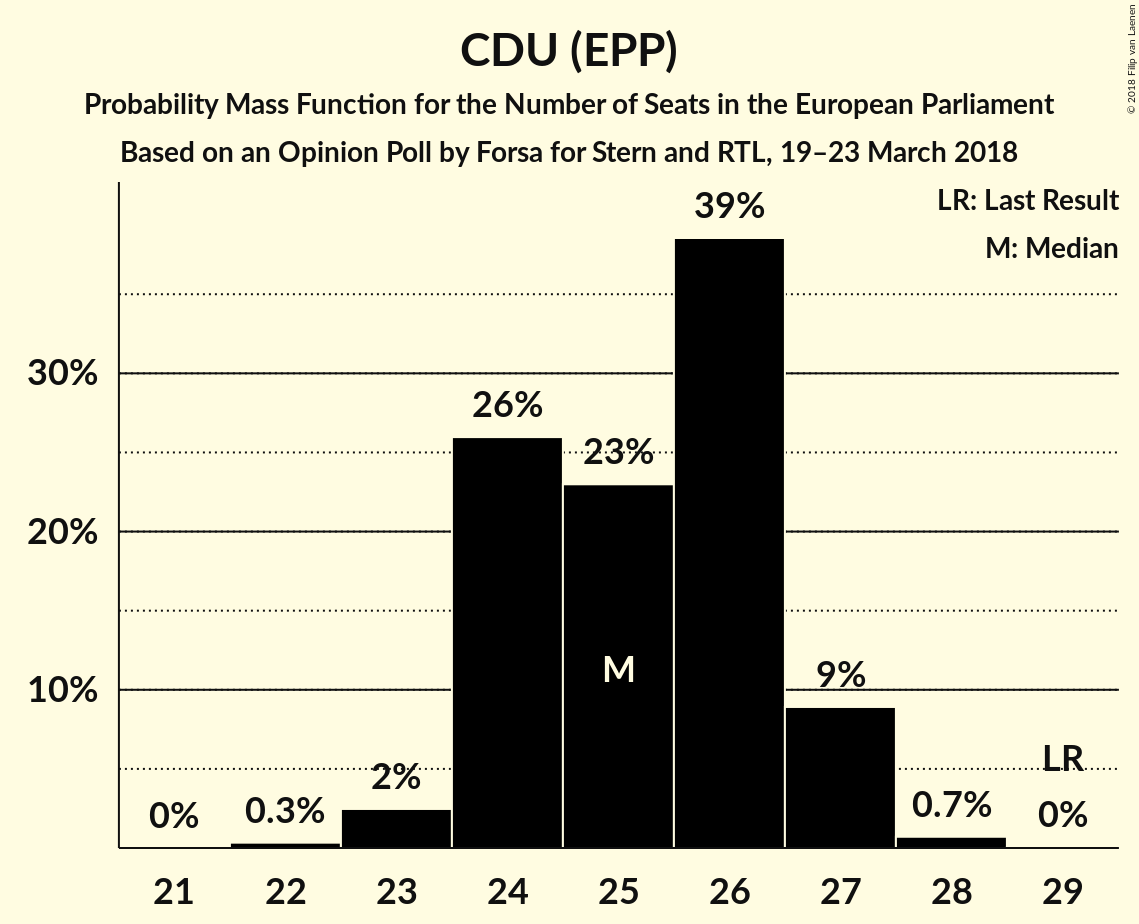 CDU (EPP)
Probability Mass Function for the Number of Seats in the European Parliament
Based on an Opinion Poll by Forsa for Stern and RTL, 19–23 March 2018
© 2018 Filip van Laenen
LR: Last Result
M: Median
39%
30%
26%
23%
20%
M
10%
9%
LR
2%
0%
0.3%
0.7%
0%
21 22 23 24 25 26 27 28 29